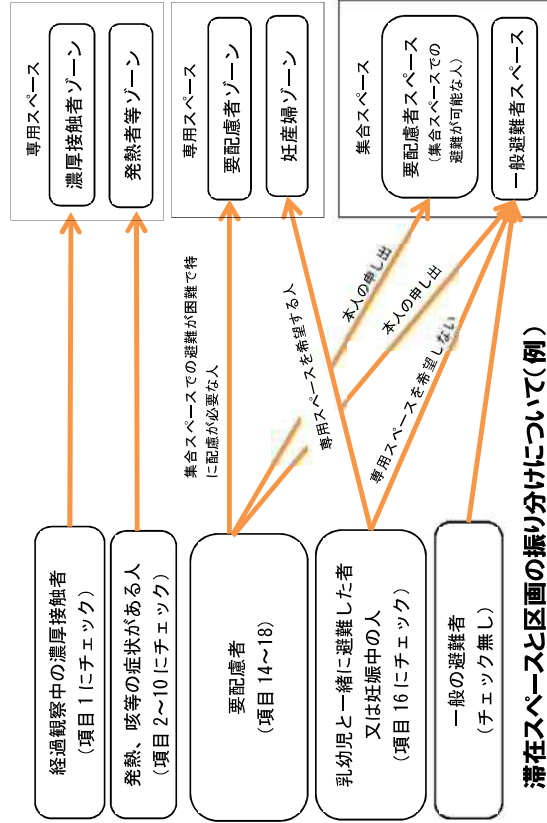 専用スペース
濃厚接触者ゾーン
発熱者等ゾーン
専用スペース
要配慮者ゾーン
妊産婦ゾーン
集合スペース
要配慮者スペース
(集合スペースでの
避難が可能な人)
一般避難者スペース
集合スペースでの避難が困難で特
に配慮が必要な人
専用スペースを希望する人
本人の申し出
本人の申し出
専用スペースを希望しない
経過観察中の濃厚接触者
(項目 1 にチェック)
発熱、咳等の症状がある人
(項目 2～10 にチェック)
要配慮者
(項目 14～18)
乳幼児と一緒に避難した者
又は妊娠中の人
(項目 16 にチェック)
一般の避難者
(チェック無し)
滞在スペースと区画の振り分けについて(例)